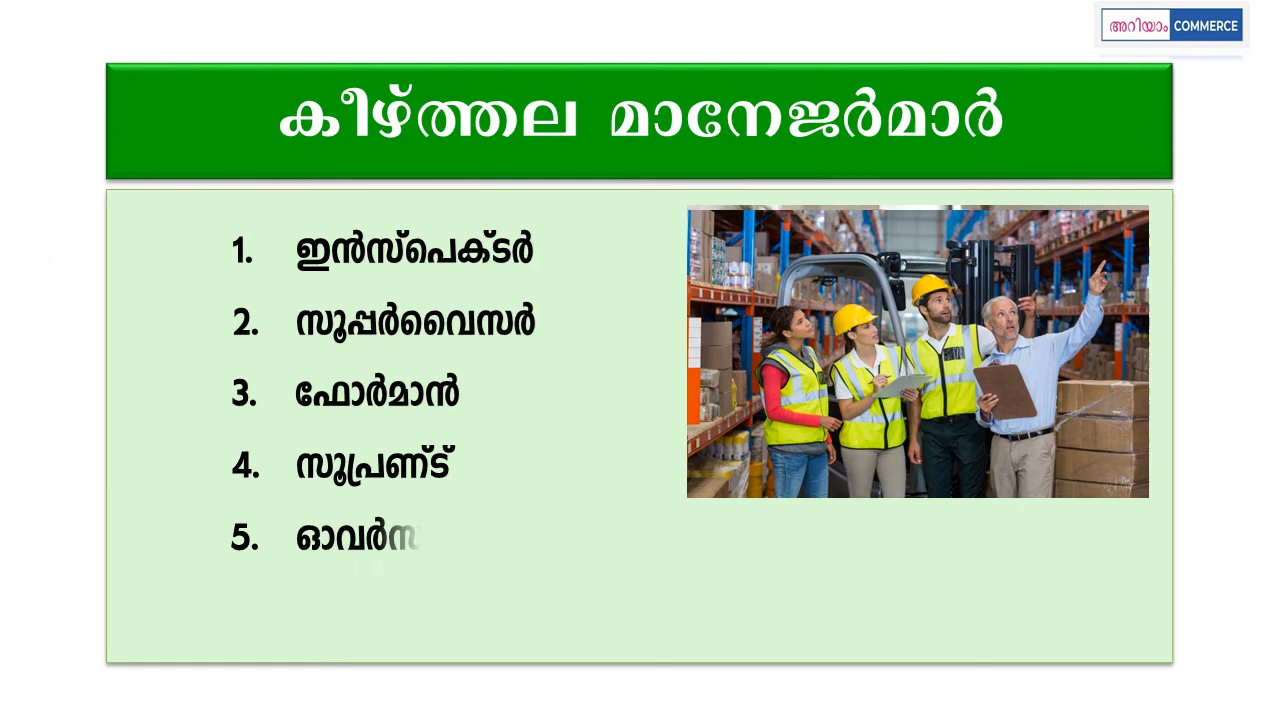 അറിയാം COMMERCE
കീഴ്ത്തല മാനേജർമാർ
1. ഇൻസ്പെക്ടർ
2. സൂപ്പർവൈസർ
3. ഫോർമാൻ
4. സൂപ്രണ്ട്
5.